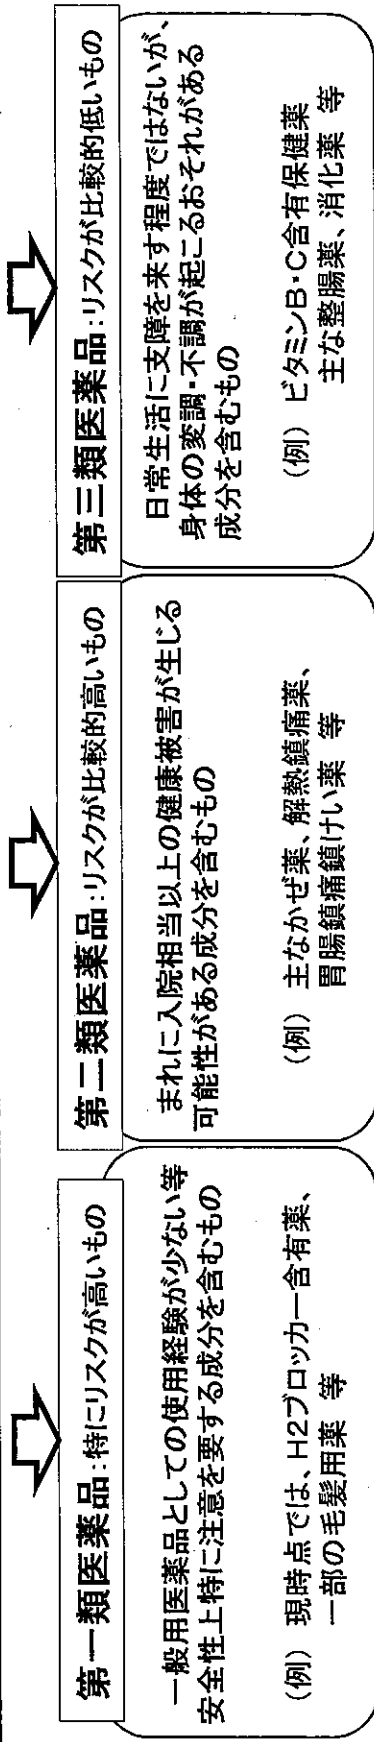 第一類医薬品:特にリスクが高いもの
一般用医薬品としての使用経験が少ない等
安全性上特に注意を要する成分を含むもの
(例) 現時点では、H2ブロッカー含有薬、
一部の毛髪用薬 等
第二類医薬品:リスクが比較的高いもの
まれに入院相当以上の健康被害が生じる
可能性がある成分を含むもの
(例) 主なかぜ薬、解熱鎮痛薬、
胃腸鎮痛鎮けい薬 等
第三類医薬品:リスクが比較的低いもの
日常生活に支障を来す程度ではないが、
身体の変調・不調が起こるおそれがある
成分を含むもの
(例) ビタミンB・C含有保健薬
主な整腸薬、消化薬 等